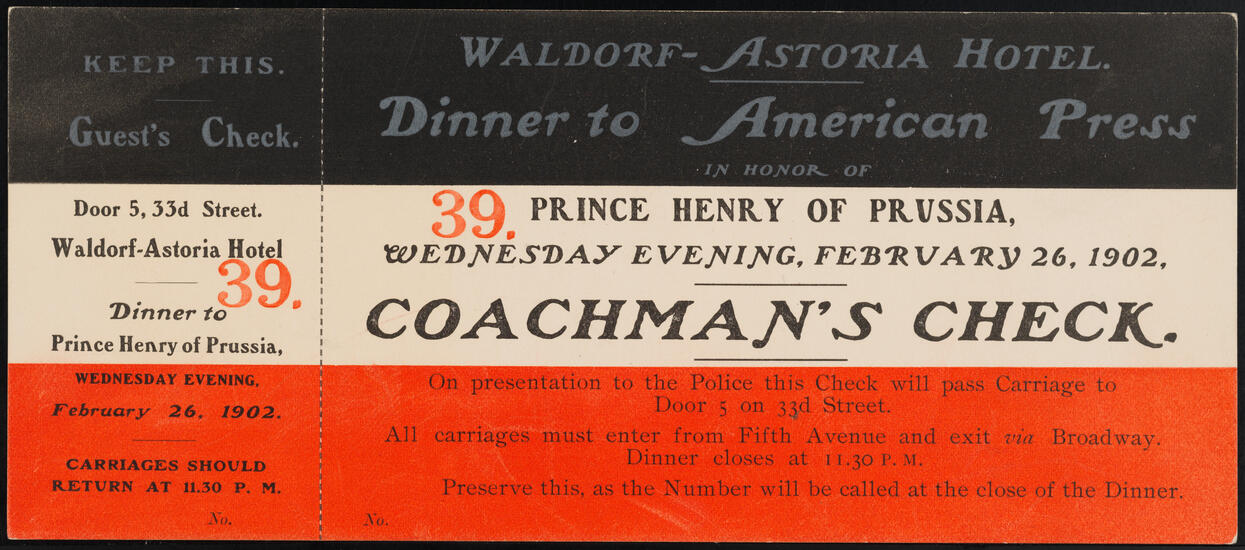 KEEP THIS.
Guest's Check.
Door 5, 33d Street.
Waldorf-Astoria Hotel
39.
Dinner to
Prince Henry of Prussia,
WEDNESDAY EVENING,
February 26, 1902.
CARRIAGES SHOULD
RETURN AT 11.30 P. M.
No.
WALDORF-ASTORIA HOTEL.
Dinner to American Press
IN HONOR OF
39. PRINCE HENRY OF PRUSSIA,
WEDNESDAY EVENING, FEBRUARY 26, 1902,
COACHMAN'S CHECK.
On presentation to the Police this Check will pass Carriage to
Door 5 on 33d Street.
All carriages must enter from Fifth Avenue and exit via Broadway.
Dinner closes at 11.30 P. M.
Preserve this, as the Number will be called at the close of the Dinner.
No.